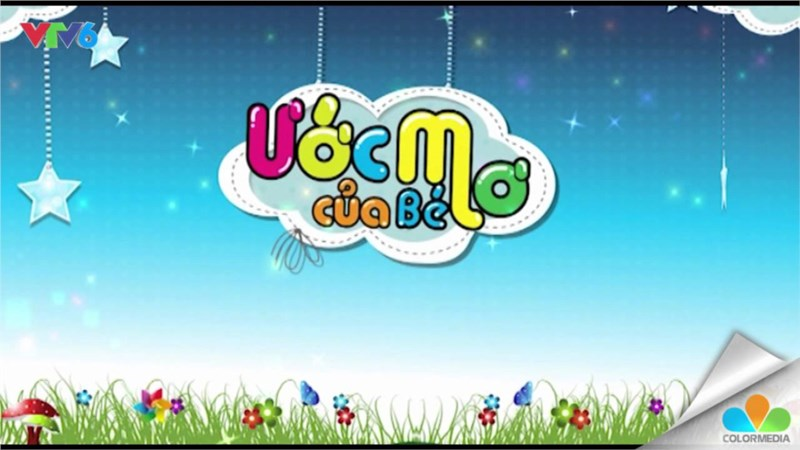 VTV6
ƯỚC MƠ
của Bé
COLORMEDIA